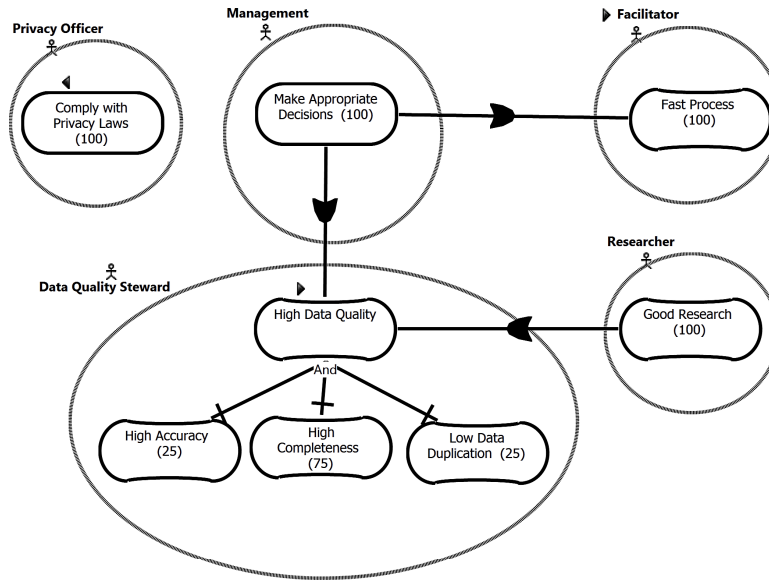 Privacy Officer
Comply with
Privacy Laws
(100)
Management
Make Appropriate
Decisions (100)
Facilitator
Fast Process
(100)
Data Quality Steward
High Data Quality
And
High Accuracy
(25)
High
Completeness
(75)
Low Data
Duplication (25)
Researcher
Good Research
(100)